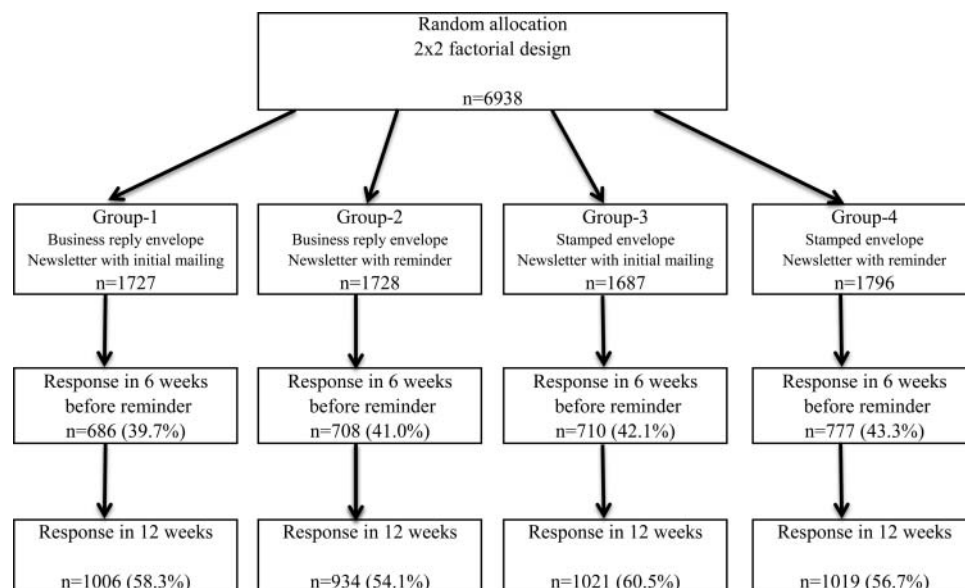 Random allocation
2x2 factorial design
n=6938
Group-1
Business reply envelope
Newsletter with initial mailing
n=1727
Group-2
Business reply envelope
Newsletter with reminder
n=1728
Group-3
Stamped envelope
Newsletter with initial mailing
n=1687
Group-4
Stamped envelope
Newsletter with reminder
n=1796
Response in 6 weeks
before reminder
n=686 (39.7%)
Response in 6 weeks
before reminder
n=708 (41.0%)
Response in 6 weeks
before reminder
n=710 (42.1%)
Response in 6 weeks
before reminder
n=777 (43.3%)
Response in 12 weeks
n=1006 (58.3%)
Response in 12 weeks
n=934 (54.1%)
Response in 12 weeks
n=1021 (60.5%)
Response in 12 weeks
n=1019 (56.7%)